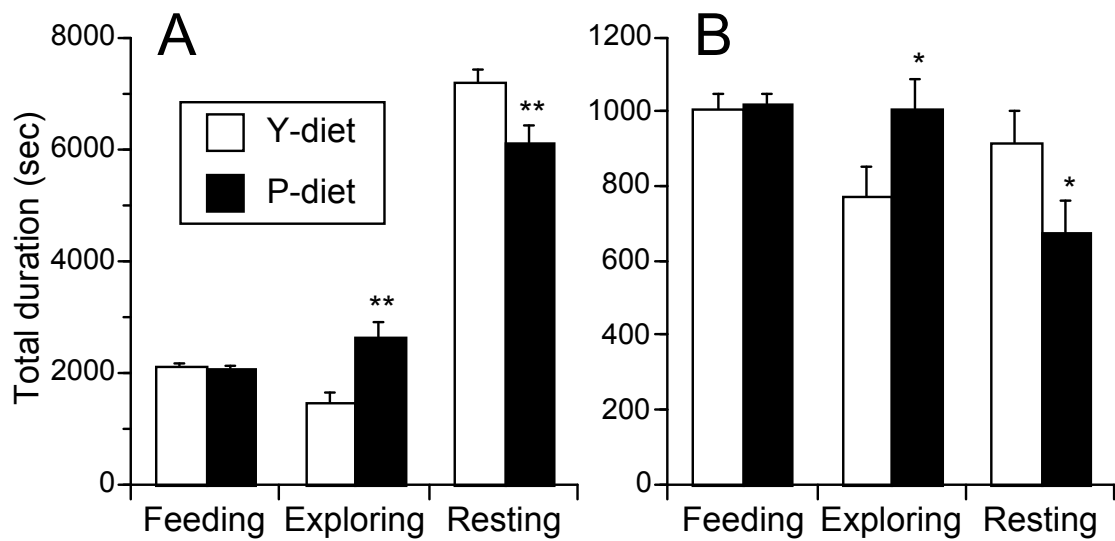 A
B
Total duration (sec)
8000
6000
4000
2000
0
Y-diet
P-diet
**
**
Feeding Exploring Resting
1200
1000
800
600
400
200
0
*
*
Feeding Exploring Resting